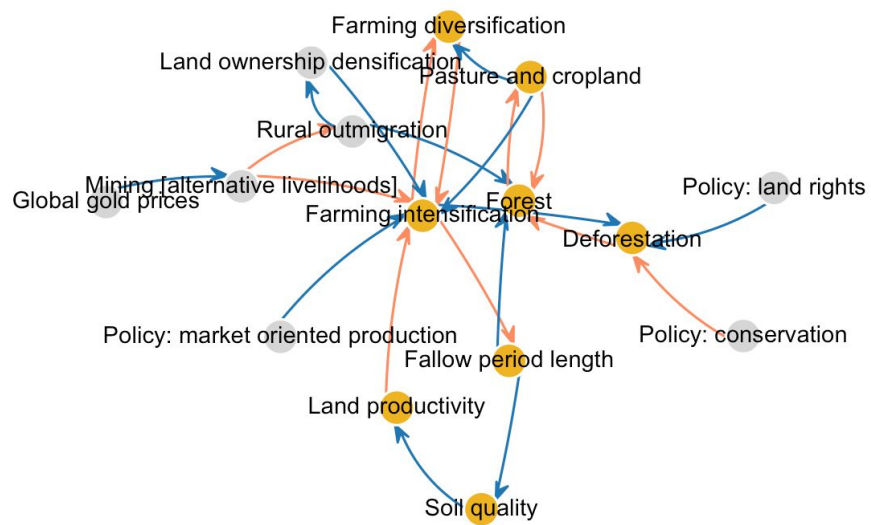 Farming diversification
Land ownership densification
Pasture and cropland
Rural outmigration
Mining [alternative livelihoods]
Global gold prices
Policy: land rights
Forest
Farming intensification
Deforestation
Policy: market oriented production
Policy: conservation
Fallow period length
Land productivity
Soil quality